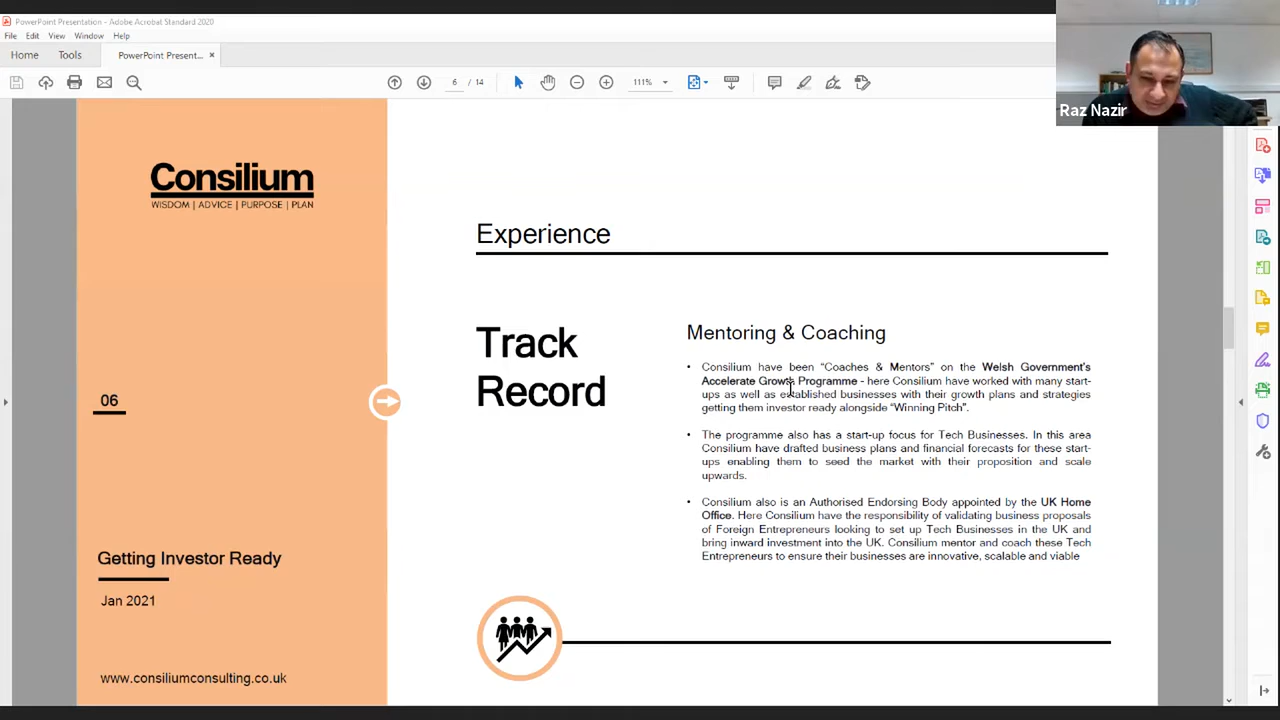 PowerPoint Presentation - Adobe Acrobat Standard 2020
File Edit View Window Help
Home Tools PowerPoint Present... ×
6 / 14 111%
Raz Nazir
Consilium
WISDOM | ADVICE | PURPOSE | PLAN
Experience
Track
Record
Mentoring & Coaching
• Consilium have been “Coaches & Mentors” on the Welsh Government's
Accelerate Growth Programme - here Consilium have worked with many start-
ups as well as established businesses with their growth plans and strategies
getting them investor ready alongside “Winning Pitch”.
• The programme also has a start-up focus for Tech Businesses. In this area
Consilium have drafted business plans and financial forecasts for these start-
ups enabling them to seed the market with their proposition and scale
upwards.
• Consilium also is an Authorised Endorsing Body appointed by the UK Home
Office. Here Consilium have the responsibility of validating business proposals
of Foreign Entrepreneurs looking to set up Tech Businesses in the UK and
bring inward investment into the UK. Consilium mentor and coach these Tech
Entrepreneurs to ensure their businesses are innovative, scalable and viable
06
Getting Investor Ready
Jan 2021
www.consiliumconsulting.co.uk